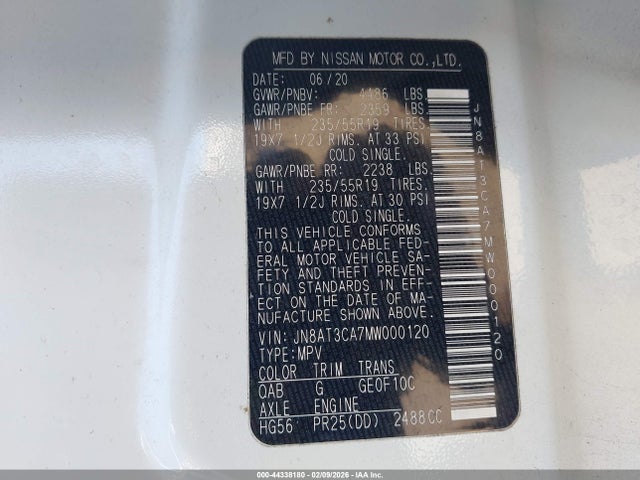 MFD BY NISSAN MOTOR CO.,LTD.
DATE: 06/20
GVWR/PNBV: 4486 LBS.
GAWR/PNBE FR: 2359 LBS.
WITH 235/55R19 TIRES.
19X7 1/2J RIMS. AT 33 PSI
COLD SINGLE.
GAWR/PNBE RR: 2238 LBS.
WITH 235/55R19 TIRES.
19X7 1/2J RIMS. AT 30 PSI
COLD SINGLE.
THIS VEHICLE CONFORMS
TO ALL APPLICABLE FED-
ERAL MOTOR VEHICLE SA-
FETY AND THEFT PREVEN-
TION STANDARDS IN EFF-
ECT ON THE DATE OF MA-
NUFACTURE SHOWN ABOVE.
VIN: JN8AT3CA7MW000120
TYPE:MPV
COLOR TRIM TRANS
QAB G GE0F10C
AXLE ENGINE
HG56 PR25(DD) 2488CC
JN8AT3CA7MW000120
000-44338180 - 02/09/2026 - IAA Inc.